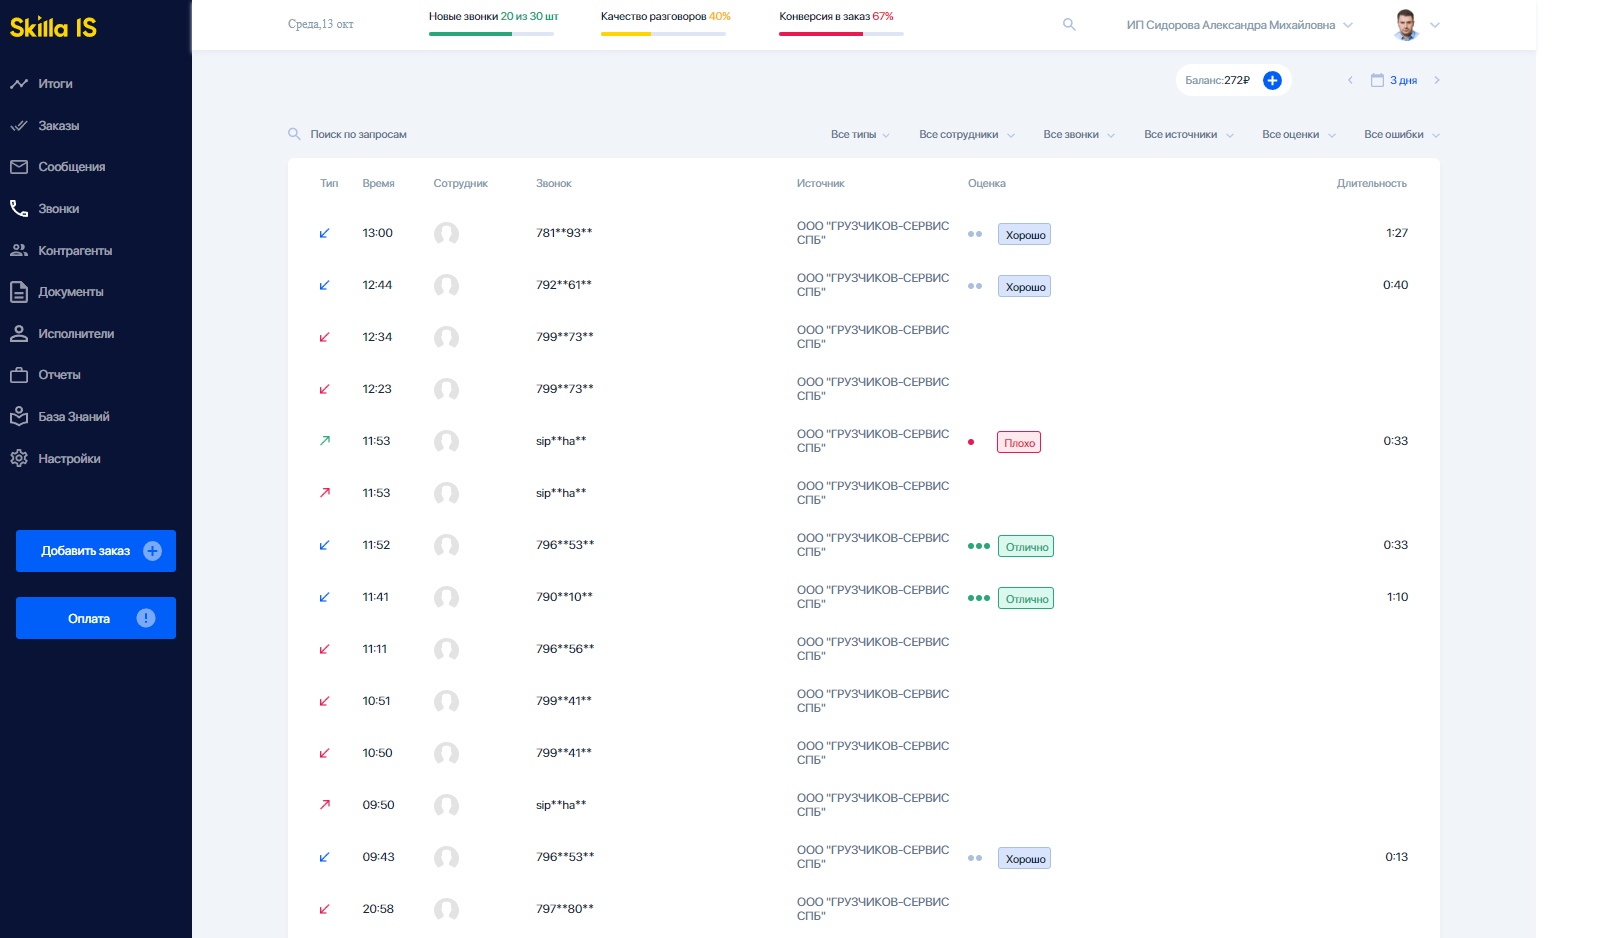 Skilla IS
Среда,13 окт
Новые звонки 20 из 30 шт
Качество разговоров 40%
Конверсия в заказ 67%
ИП Сидорова Александра Михайловна
Итоги
Заказы
Сообщения
Звонки
Контрагенты
Документы
Исполнители
Отчеты
База Знаний
Настройки
Добавить заказ
Оплата
Баланс:272₽
3 дня
Поиск по запросам
Все типы
Все сотрудники
Все звонки
Все источники
Все оценки
Все ошибки
Тип Время Сотрудник Звонок Источник Оценка Длительность
13:00 781**93** ООО "ГРУЗЧИКОВ-СЕРВИС Хорошо 1:27
СПБ"
12:44 792**61** ООО "ГРУЗЧИКОВ-СЕРВИС Хорошо 0:40
СПБ"
12:34 799**73** ООО "ГРУЗЧИКОВ-СЕРВИС
СПБ"
12:23 799**73** ООО "ГРУЗЧИКОВ-СЕРВИС
СПБ"
11:53 sip**ha** ООО "ГРУЗЧИКОВ-СЕРВИС Плохо 0:33
СПБ"
11:53 sip**ha** ООО "ГРУЗЧИКОВ-СЕРВИС
СПБ"
11:52 796**53** ООО "ГРУЗЧИКОВ-СЕРВИС Отлично 0:33
СПБ"
11:41 790**10** ООО "ГРУЗЧИКОВ-СЕРВИС Отлично 1:10
СПБ"
11:11 796**56** ООО "ГРУЗЧИКОВ-СЕРВИС
СПБ"
10:51 799**41** ООО "ГРУЗЧИКОВ-СЕРВИС
СПБ"
10:50 799**41** ООО "ГРУЗЧИКОВ-СЕРВИС
СПБ"
09:50 sip**ha** ООО "ГРУЗЧИКОВ-СЕРВИС
СПБ"
09:43 796**53** ООО "ГРУЗЧИКОВ-СЕРВИС Хорошо 0:13
СПБ"
20:58 797**80** ООО "ГРУЗЧИКОВ-СЕРВИС
СПБ"